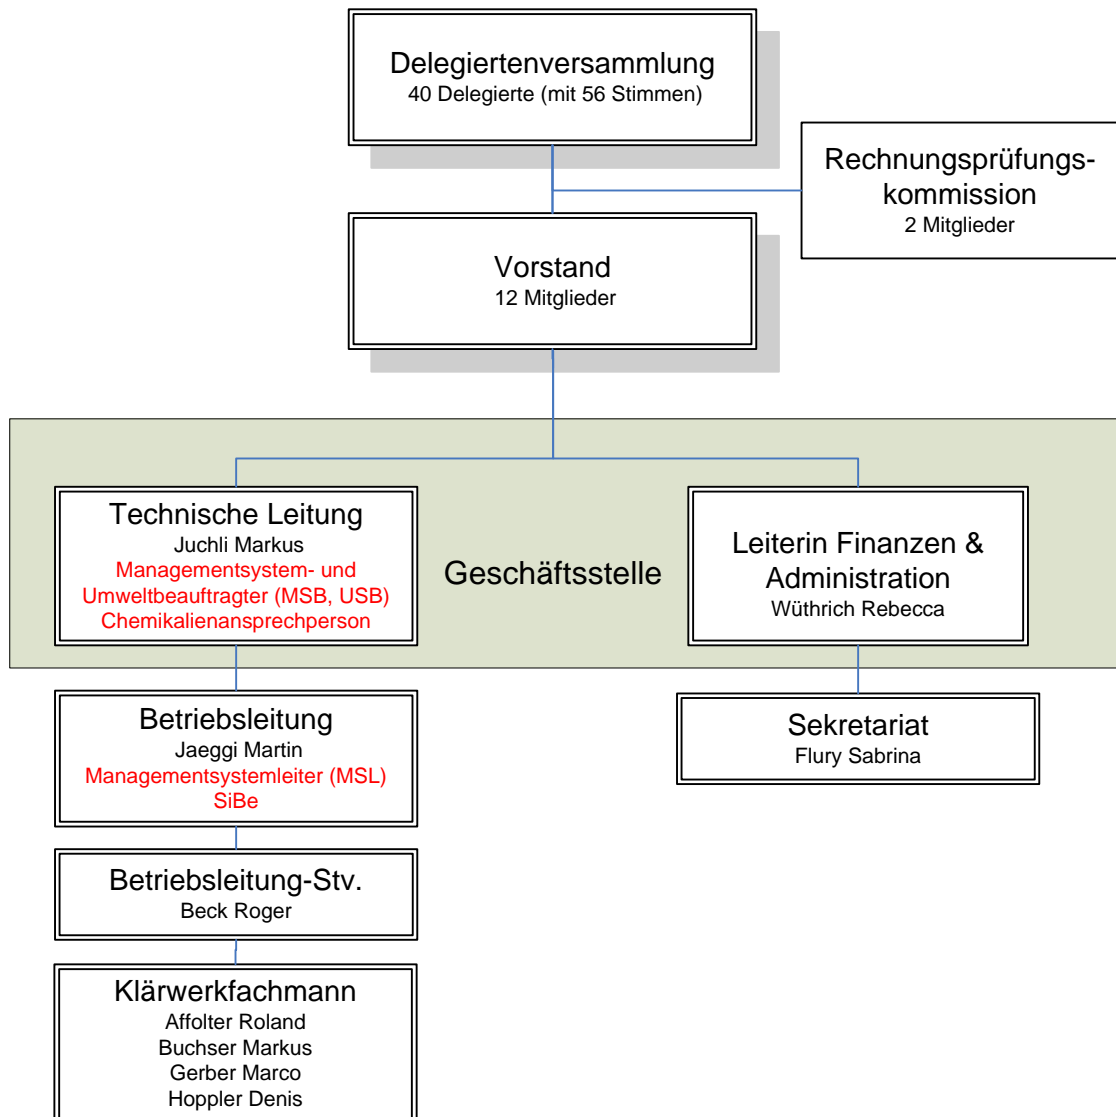 Delegiertenversammlung
40 Delegierte (mit 56 Stimmen)
Rechnungsprüfungs-
kommission
2 Mitglieder
Vorstand
12 Mitglieder
Technische Leitung
Juchli Markus
Managementsystem- und
Umweltbeauftragter (MSB, USB)
Chemikalienansprechperson
Geschäftsstelle
Leiterin Finanzen &
Administration
Wüthrich Rebecca
Betriebsleitung
Jaeggi Martin
Managementsystemleiter (MSL)
SiBe
Sekretariat
Flury Sabrina
Betriebsleitung-Stv.
Beck Roger
Klärwerkfachmann
Affolter Roland
Buchser Markus
Gerber Marco
Hoppler Denis